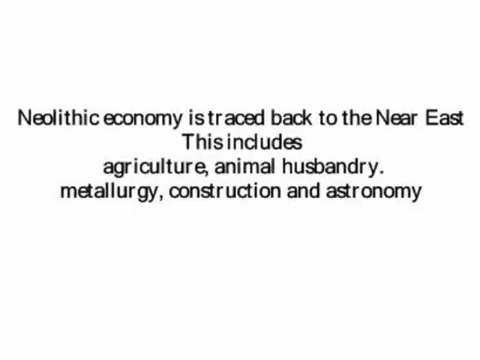 Neolithic economy is traced back to the Near East
This includes
agriculture, animal husbandry.
metallurgy, construction and astronomy